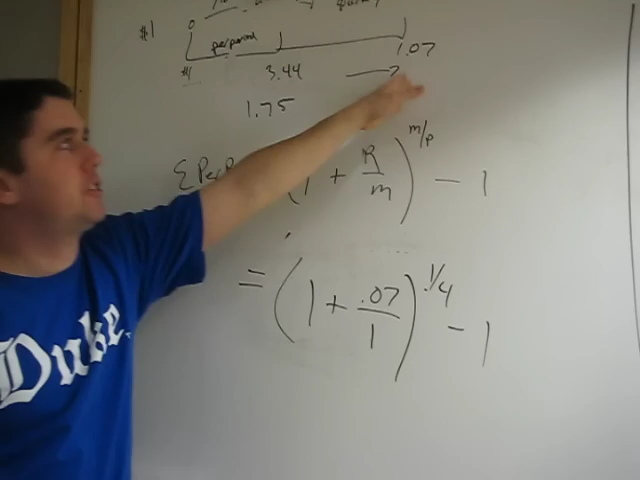 #1 0
per period
1.07
$1 3.44
1.75
(1 + R/m)^m/p - 1
= (1 + .07/1)^.1/4 - 1
Duke